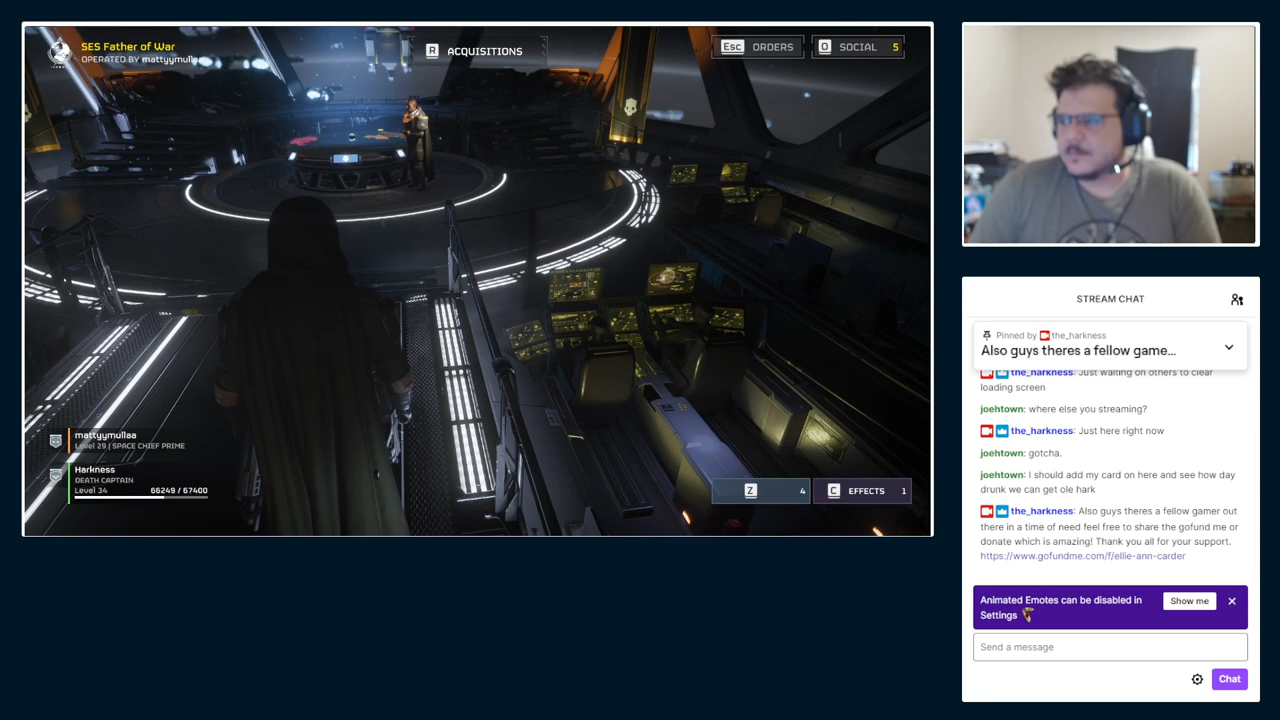 SES Father of War
OPERATED BY mattyymullaa
R ACQUISITIONS
Esc ORDERS
O SOCIAL 5
mattyymullaa
Level 29 | SPACE CHIEF PRIME
Harkness
DEATH CAPTAIN
Level 34 66249 / 67400
Z 4
C EFFECTS 1
STREAM CHAT
Pinned by the_harkness
Also guys theres a fellow game...
the_harkness: Just waiting on others to clear
loading screen
joehtown: where else you streaming?
the_harkness: Just here right now
joehtown: gotcha.
joehtown: I should add my card on here and see how day
drunk we can get ole hark
the_harkness: Also guys theres a fellow gamer out
there in a time of need feel free to share the gofund me or
donate which is amazing! Thank you all for your support.
https://www.gofundme.com/f/ellie-ann-carder
Animated Emotes can be disabled in
Settings
Show me
Send a message
Chat